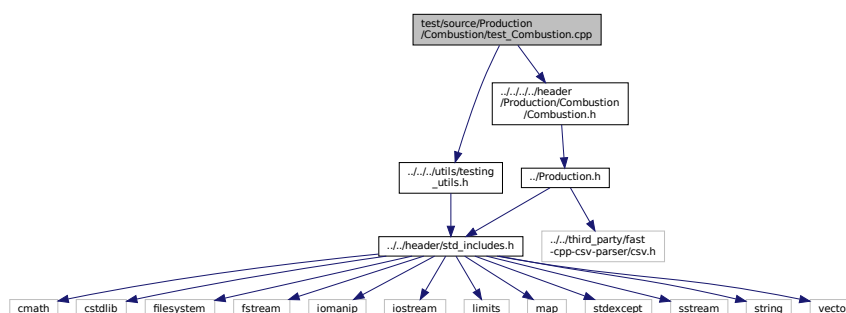 test/source/Production
/Combustion/test_Combustion.cpp
../../../../header
/Production/Combustion
/Combustion.h
../../../utils/testing
_utils.h
../Production.h
../../header/std_includes.h
../../third_party/fast
-cpp-csv-parser/csv.h
cmath
cstdlib
filesystem
fstream
iomanip
iostream
limits
map
stdexcept
sstream
string
vecto